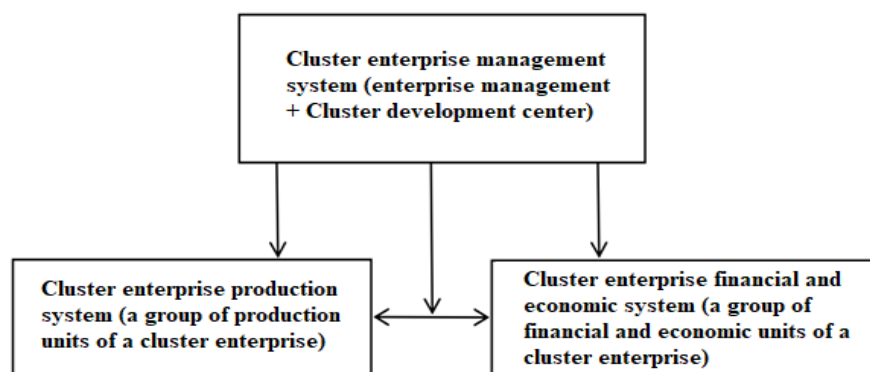 Cluster enterprise management
system (enterprise management
+ Cluster development center)
Cluster enterprise production
system (a group of production
units of a cluster enterprise)
Cluster enterprise financial and
economic system (a group of
financial and economic units of a
cluster enterprise)